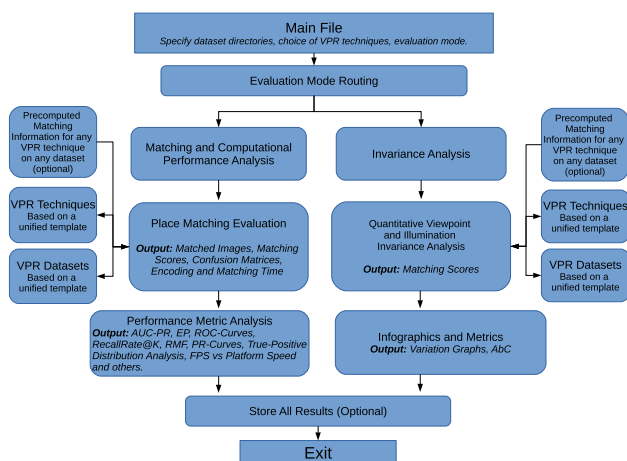 Main File
Specify dataset directories, choice of VPR techniques, evaluation mode.
Evaluation Mode Routing
Precomputed
Matching
Information for any
VPR technique
on any dataset
(optional)
Matching and Computational
Performance Analysis
Invariance Analysis
Precomputed
Matching
Information for any
VPR technique
on any dataset
(optional)
VPR Techniques
Based on a
unified template
Place Matching Evaluation
Output: Matched Images, Matching
Scores, Confusion Matrices,
Encoding and Matching Time
Quantitative Viewpoint
and Illumination
Invariance Analysis
Output: Matching Scores
VPR Techniques
Based on a
unified template
VPR Datasets
Based on a
unified template
VPR Datasets
Based on a
unified template
Performance Metric Analysis
Output: AUC-PR, EP, ROC-Curves,
RecallRate@K, RMF, PR-Curves, True-Positive
Distribution Analysis, FPS vs Platform Speed
and others.
Infographics and Metrics
Output: Variation Graphs, AbC
Store All Results (Optional)
Exit